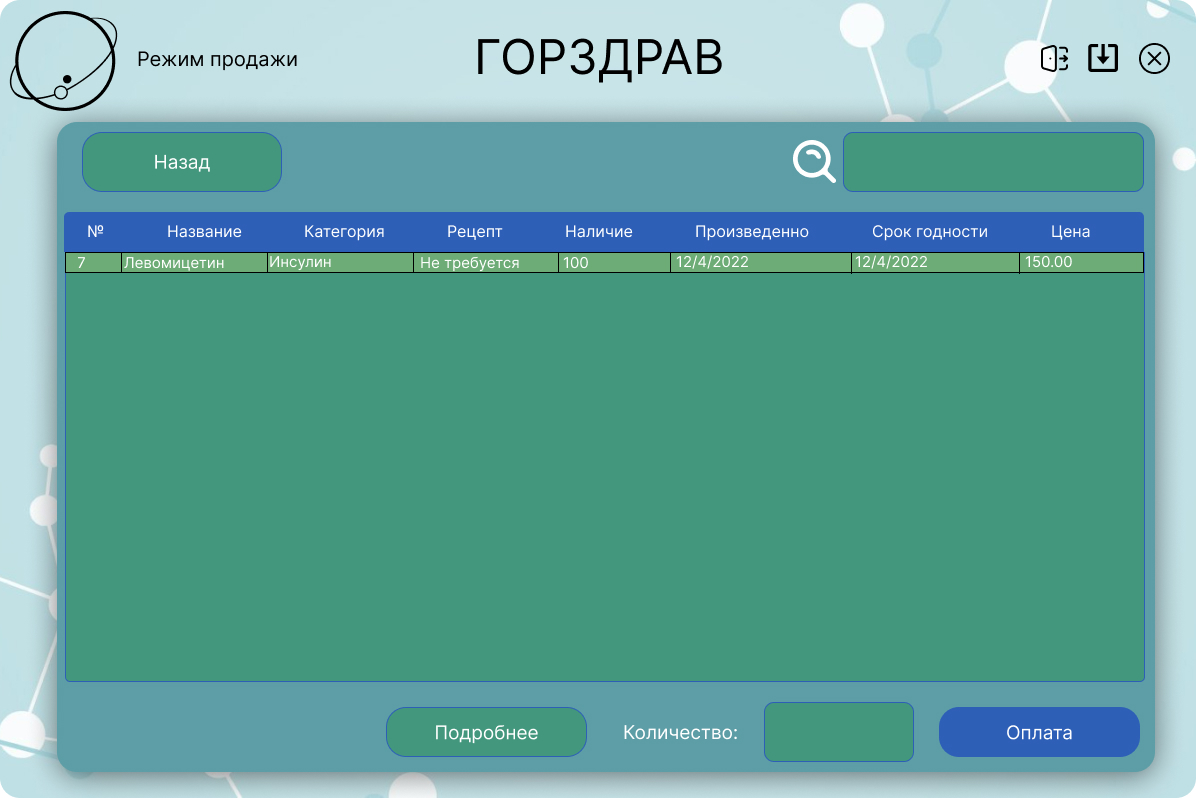 Режим продажи
ГОРЗДРАВ
Назад
№ Название Категория Рецепт Наличие Произведенно Срок годности Цена
7 Левомицетин Инсулин Не требуется 100 12/4/2022 12/4/2022 150.00
Подробнее Количество: Оплата